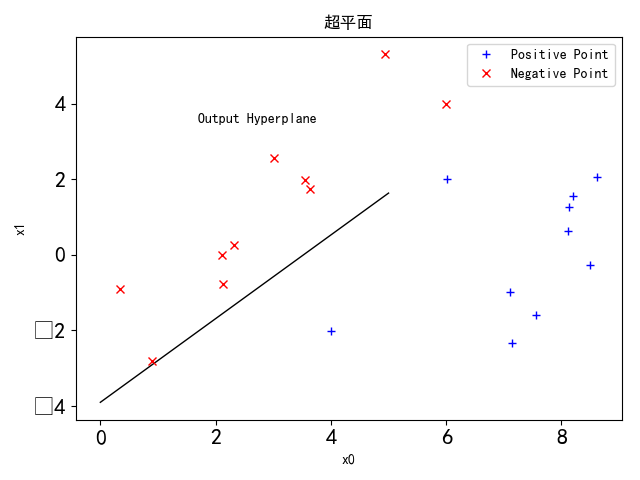 超平面
Positive Point
Negative Point
Output Hyperplane
x1
4
2
0
□2
□4
0
2
4
6
8
x0